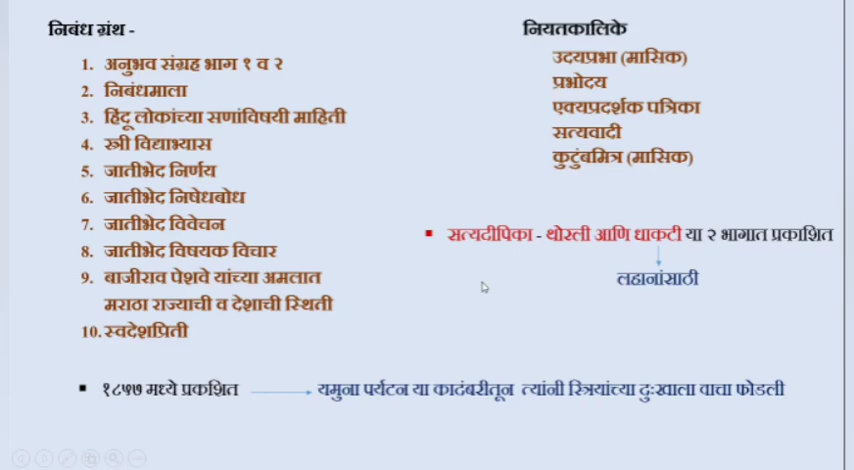 निबंध ग्रंथ -
1. अनुभव संग्रह भाग १ व २
2. निबंधमाला
3. हिंदू लोकांच्या सणांविषयी माहिती
4. स्त्री विद्याभ्यास
5. जातीभेद निर्णय
6. जातीभेद निषेधबोध
7. जातीभेद विवेचन
8. जातीभेद विषयक विचार
9. बाजीराव पेशवे यांच्या अमलात
मराठा राज्याची व देशाची स्थिती
10. स्वदेशप्रिती
नियतकालिके
उदयप्रभा (मासिक)
प्रभोदय
एक्यप्रदर्शक पत्रिका
सत्यवादी
कुटुंबमित्र (मासिक)
▪ सत्यदीपिका - थोरली आणि धाकटी या २ भागात प्रकाशित
लहानांसाठी
▪ १८५७ मध्ये प्रकशित → यमुना पर्यटन या कादंबरीतून त्यांनी स्त्रियांच्या दुःखाला वाचा फोडली